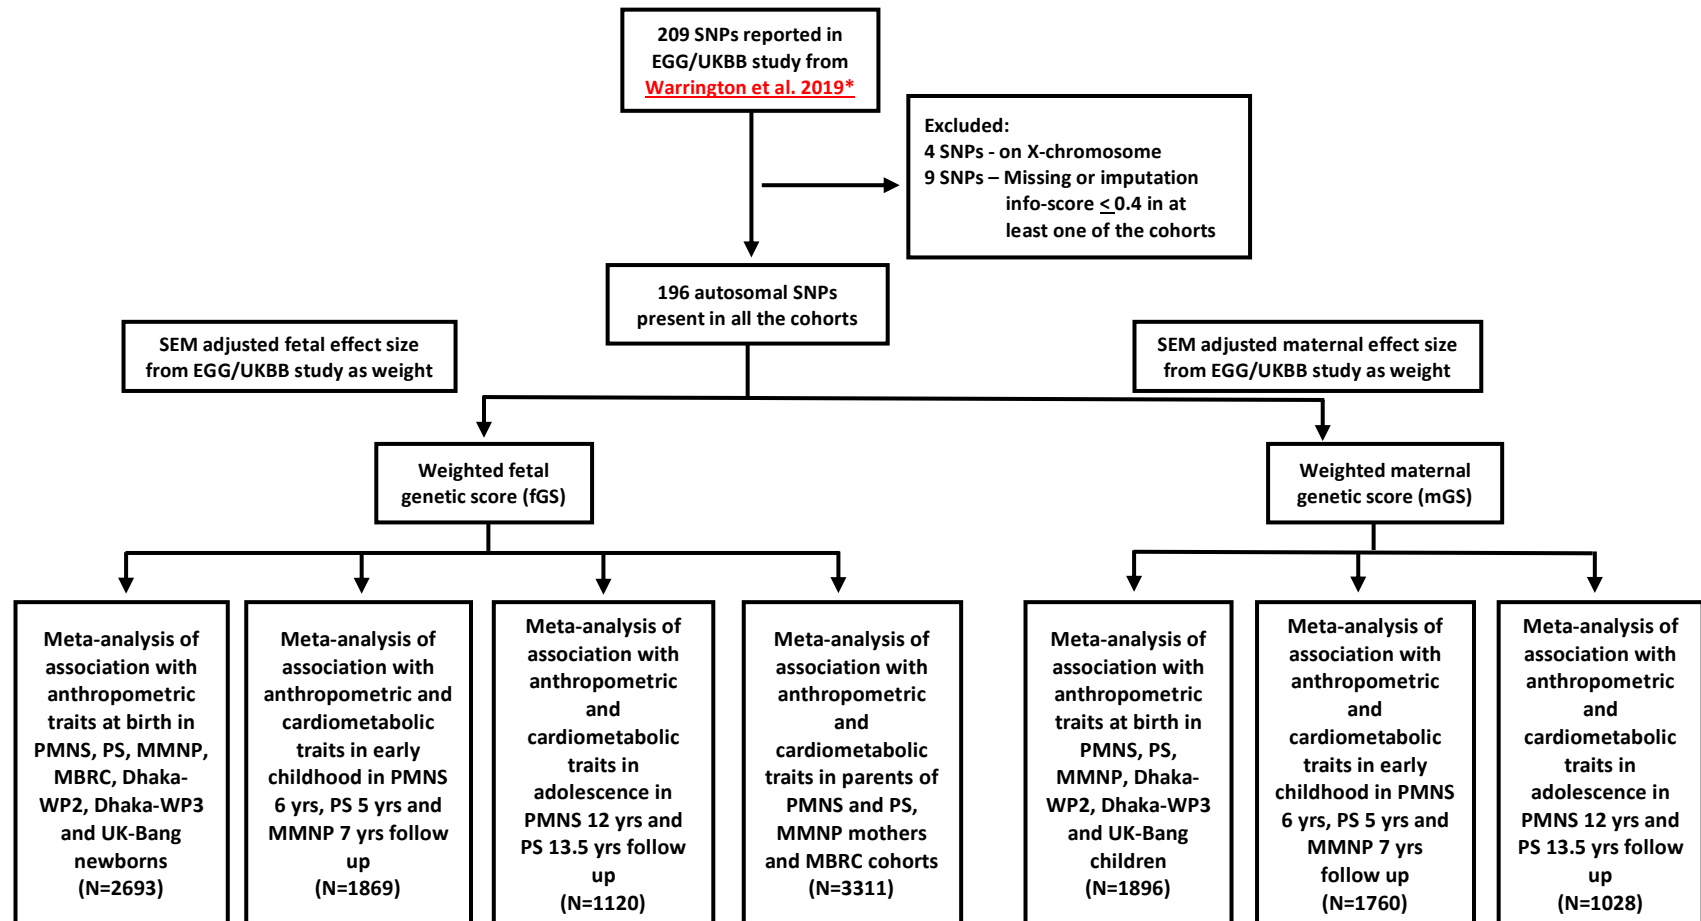 209 SNPs reported in
EGG/UKBB study from
Warrington et al. 2019*
Excluded:
4 SNPs - on X-chromosome
9 SNPs – Missing or imputation
info-score < 0.4 in at
least one of the cohorts
196 autosomal SNPs
present in all the cohorts
SEM adjusted fetal effect size
from EGG/UKBB study as weight
SEM adjusted maternal effect size
from EGG/UKBB study as weight
Weighted fetal
genetic score (fGS)
Weighted maternal
genetic score (mGS)
Meta-analysis of
association with
anthropometric
traits at birth in
PMNS, PS, MMNP,
MBRC, Dhaka-
WP2, Dhaka-WP3
and UK-Bang
newborns
(N=2693)
Meta-analysis of
association with
anthropometric and
cardiometabolic
traits in early
childhood in PMNS
6 yrs, PS 5 yrs and
MMNP 7 yrs follow
up
(N=1869)
Meta-analysis of
association with
anthropometric
and
cardiometabolic
traits in
adolescence in
PMNS 12 yrs and
PS 13.5 yrs follow
up
(N=1120)
Meta-analysis of
association with
anthropometric
and
cardiometabolic
traits in parents of
PMNS and PS,
MMNP mothers
and MBRC cohorts
(N=3311)
Meta-analysis of
association with
anthropometric
traits at birth in
PMNS, PS,
MMNP, Dhaka-
WP2, Dhaka-WP3
and UK-Bang
children
(N=1896)
Meta-analysis of
association with
anthropometric
and
cardiometabolic
traits in early
childhood in PMNS
6 yrs, PS 5 yrs and
MMNP 7 yrs
follow up
(N=1760)
Meta-analysis of
association with
anthropometric
and
cardiometabolic
traits in
adolescence in
PMNS 12 yrs and
PS 13.5 yrs follow
up
(N=1028)